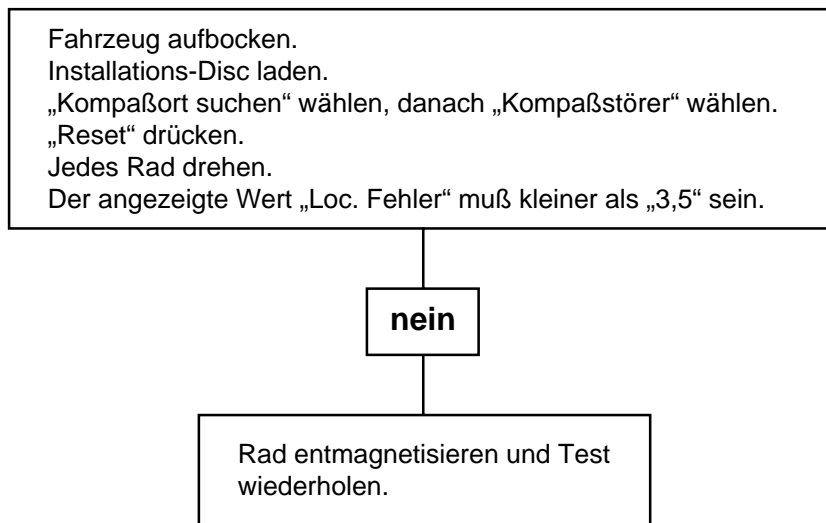 Fahrzeug aufbocken.
Installations-Disc laden.
„Kompaßort suchen“ wählen, danach „Kompaßstörer“ wählen.
„Reset“ drücken.
Jedes Rad drehen.
Der angezeigte Wert „Loc. Fehler“ muß kleiner als „3,5“ sein.
nein
Rad entmagnetisieren und Test
wiederholen.